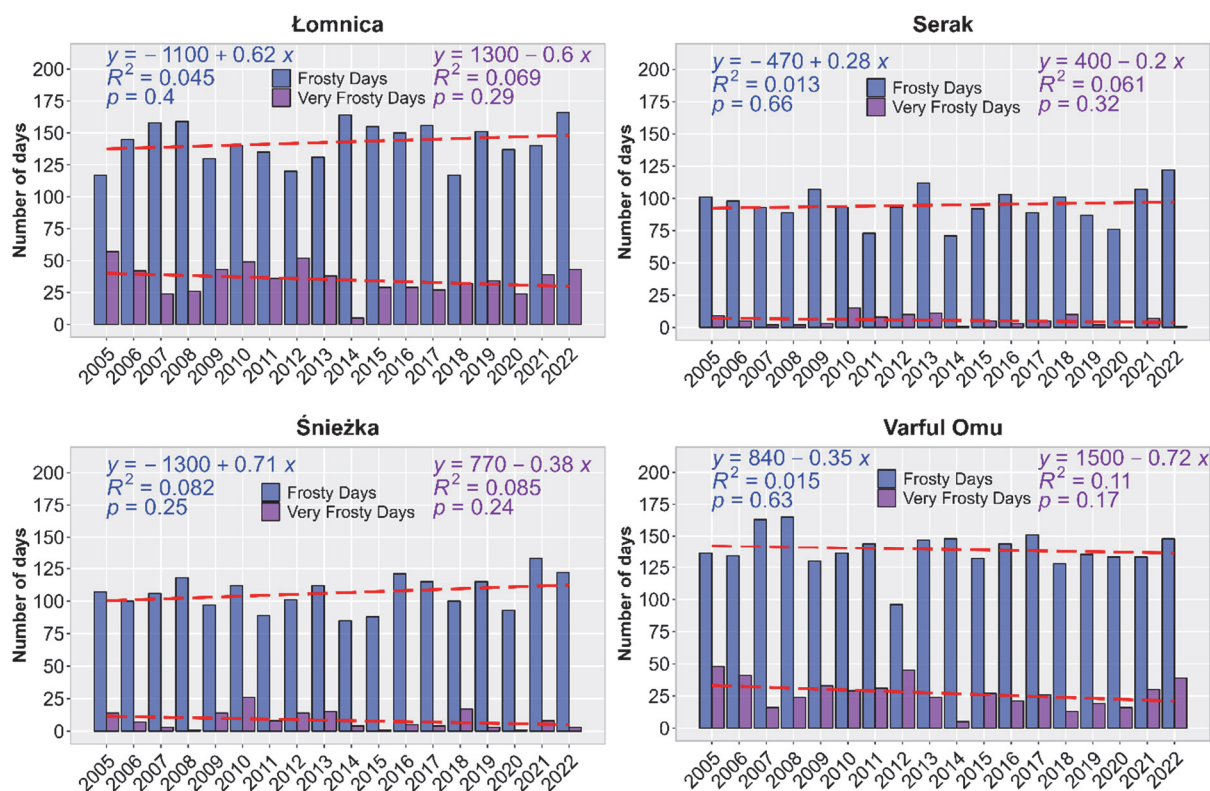 Łomnica
y = − 1100 + 0.62 x
R² = 0.045
p = 0.4
y = 1300 − 0.6 x
R² = 0.069
p = 0.29
Frosty Days
Very Frosty Days
Number of days
200
175
150
125
100
75
50
25
0
2005
2006
2007
2008
2009
2010
2011
2012
2013
2014
2015
2016
2017
2018
2019
2020
2021
2022
Serak
y = − 470 + 0.28 x
R² = 0.013
p = 0.66
y = 400 − 0.2 x
R² = 0.061
p = 0.32
Frosty Days
Very Frosty Days
Number of days
200
175
150
125
100
75
50
25
0
2005
2006
2007
2008
2009
2010
2011
2012
2013
2014
2015
2016
2017
2018
2019
2020
2021
2022
Śnieżka
y = − 1300 + 0.71 x
R² = 0.082
p = 0.25
y = 770 − 0.38 x
R² = 0.085
p = 0.24
Frosty Days
Very Frosty Days
Number of days
200
175
150
125
100
75
50
25
0
2005
2006
2007
2008
2009
2010
2011
2012
2013
2014
2015
2016
2017
2018
2019
2020
2021
2022
Varful Omu
y = 840 − 0.35 x
R² = 0.015
p = 0.63
y = 1500 − 0.72 x
R² = 0.11
p = 0.17
Frosty Days
Very Frosty Days
Number of days
200
175
150
125
100
75
50
25
0
2005
2006
2007
2008
2009
2010
2011
2012
2013
2014
2015
2016
2017
2018
2019
2020
2021
2022